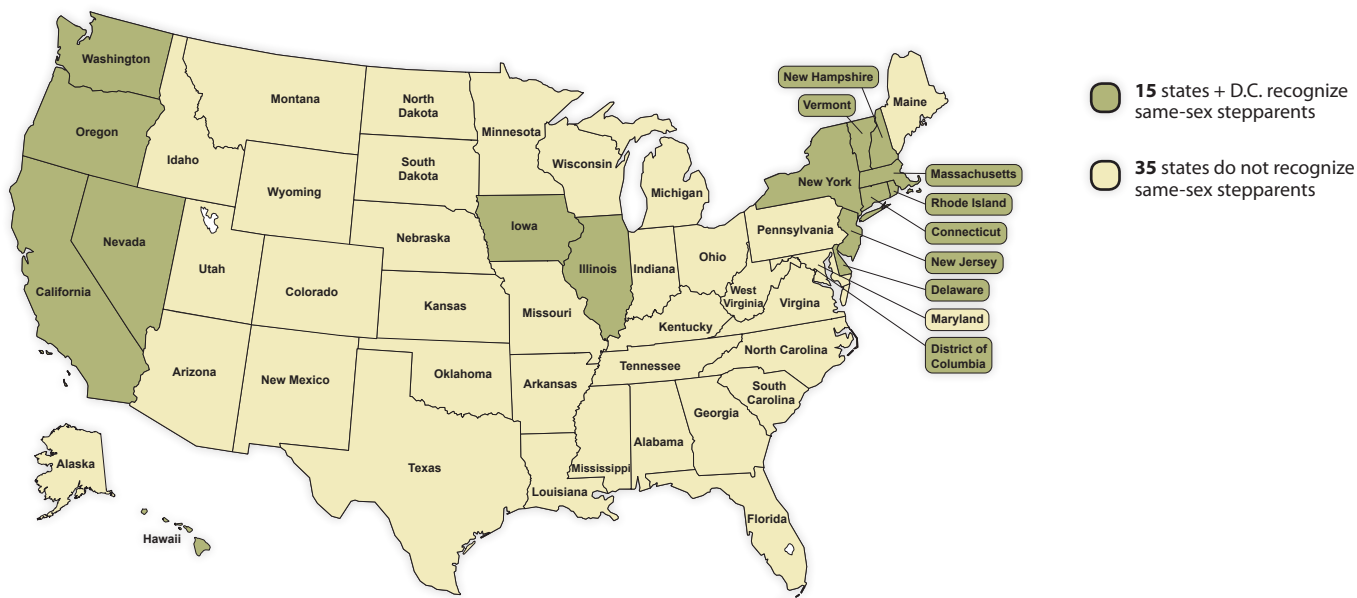 Washington
Oregon
California
Nevada
Idaho
Montana
Wyoming
Utah
Colorado
Arizona
New Mexico
North
Dakota
South
Dakota
Nebraska
Kansas
Oklahoma
Texas
Minnesota
Iowa
Missouri
Arkansas
Louisiana
Wisconsin
Illinois
Michigan
Indiana
Ohio
Kentucky
Tennessee
Mississippi
Alabama
Georgia
Florida
South
Carolina
North Carolina
Virgina
West
Virginia
Pennsylvania
New York
Maine
New Hampshire
Vermont
Massachusetts
Rhode Island
Connecticut
New Jersey
Delaware
Maryland
District of
Columbia
Alaska
Hawaii
15 states + D.C. recognize
same-sex stepparents
35 states do not recognize
same-sex stepparents